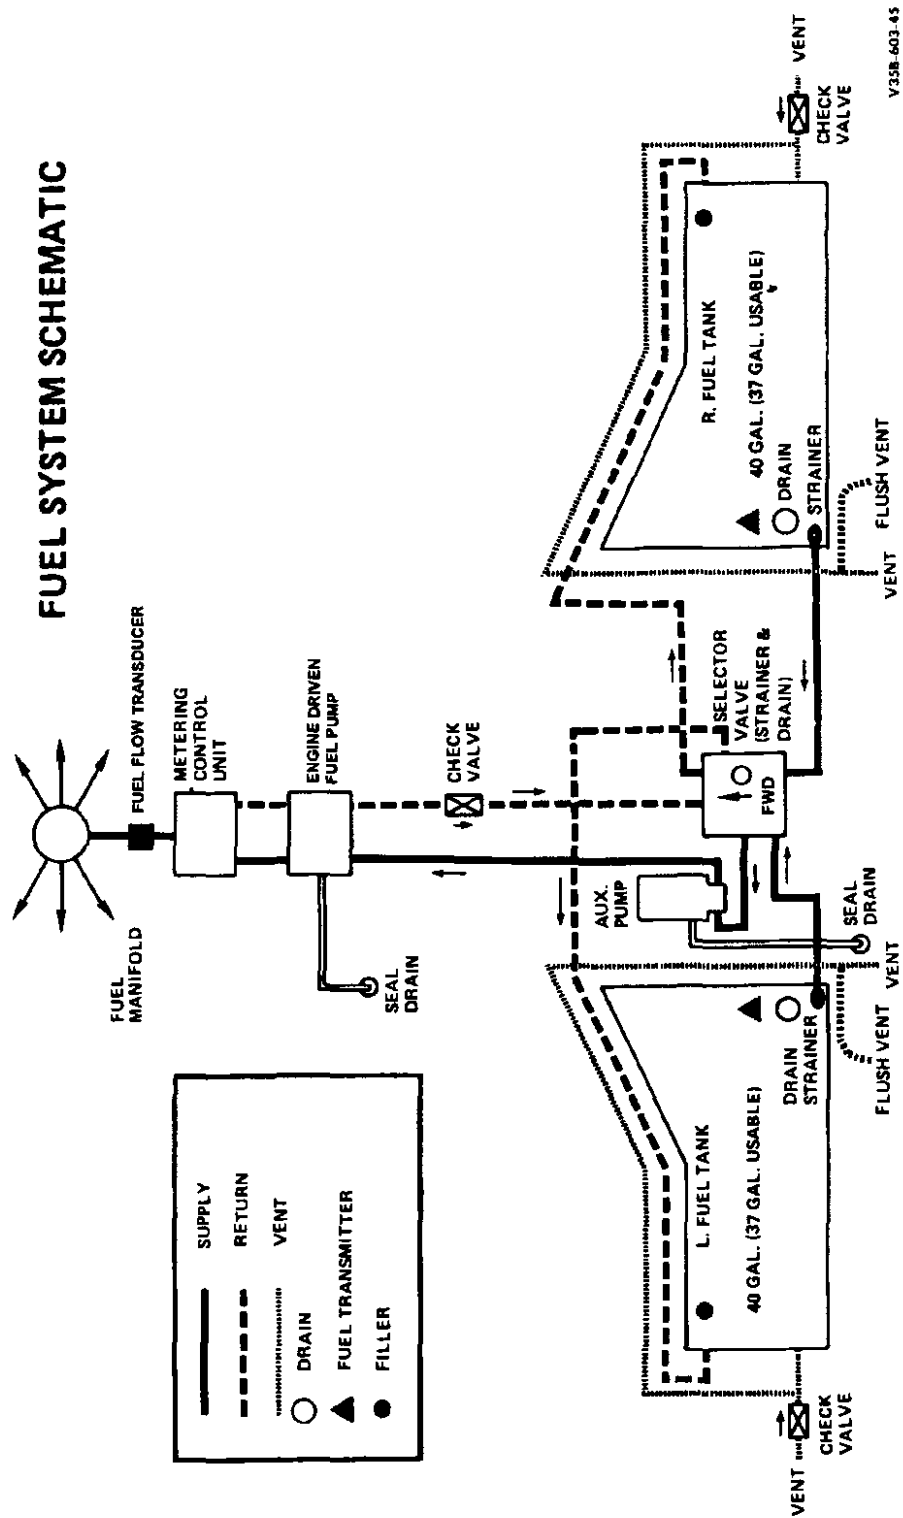 FUEL SYSTEM SCHEMATIC
SUPPLY
RETURN
VENT
DRAIN
FUEL TRANSMITTER
FILLER
FUEL
MANIFOLD
FUEL FLOW TRANSDUCER
METERING
CONTROL
UNIT
ENGINE DRIVEN
FUEL PUMP
SEAL
DRAIN
CHECK
VALVE
AUX.
PUMP
SELECTOR
VALVE
(STRAINER &
DRAIN)
FWD
SEAL
DRAIN
L. FUEL TANK
40 GAL. (37 GAL. USABLE)
DRAIN
STRAINER
VENT
CHECK
VALVE
FLUSH VENT
VENT
R. FUEL TANK
40 GAL. (37 GAL. USABLE)
DRAIN
STRAINER
VENT
FLUSH VENT
CHECK
VALVE
VENT
V35B-603-45